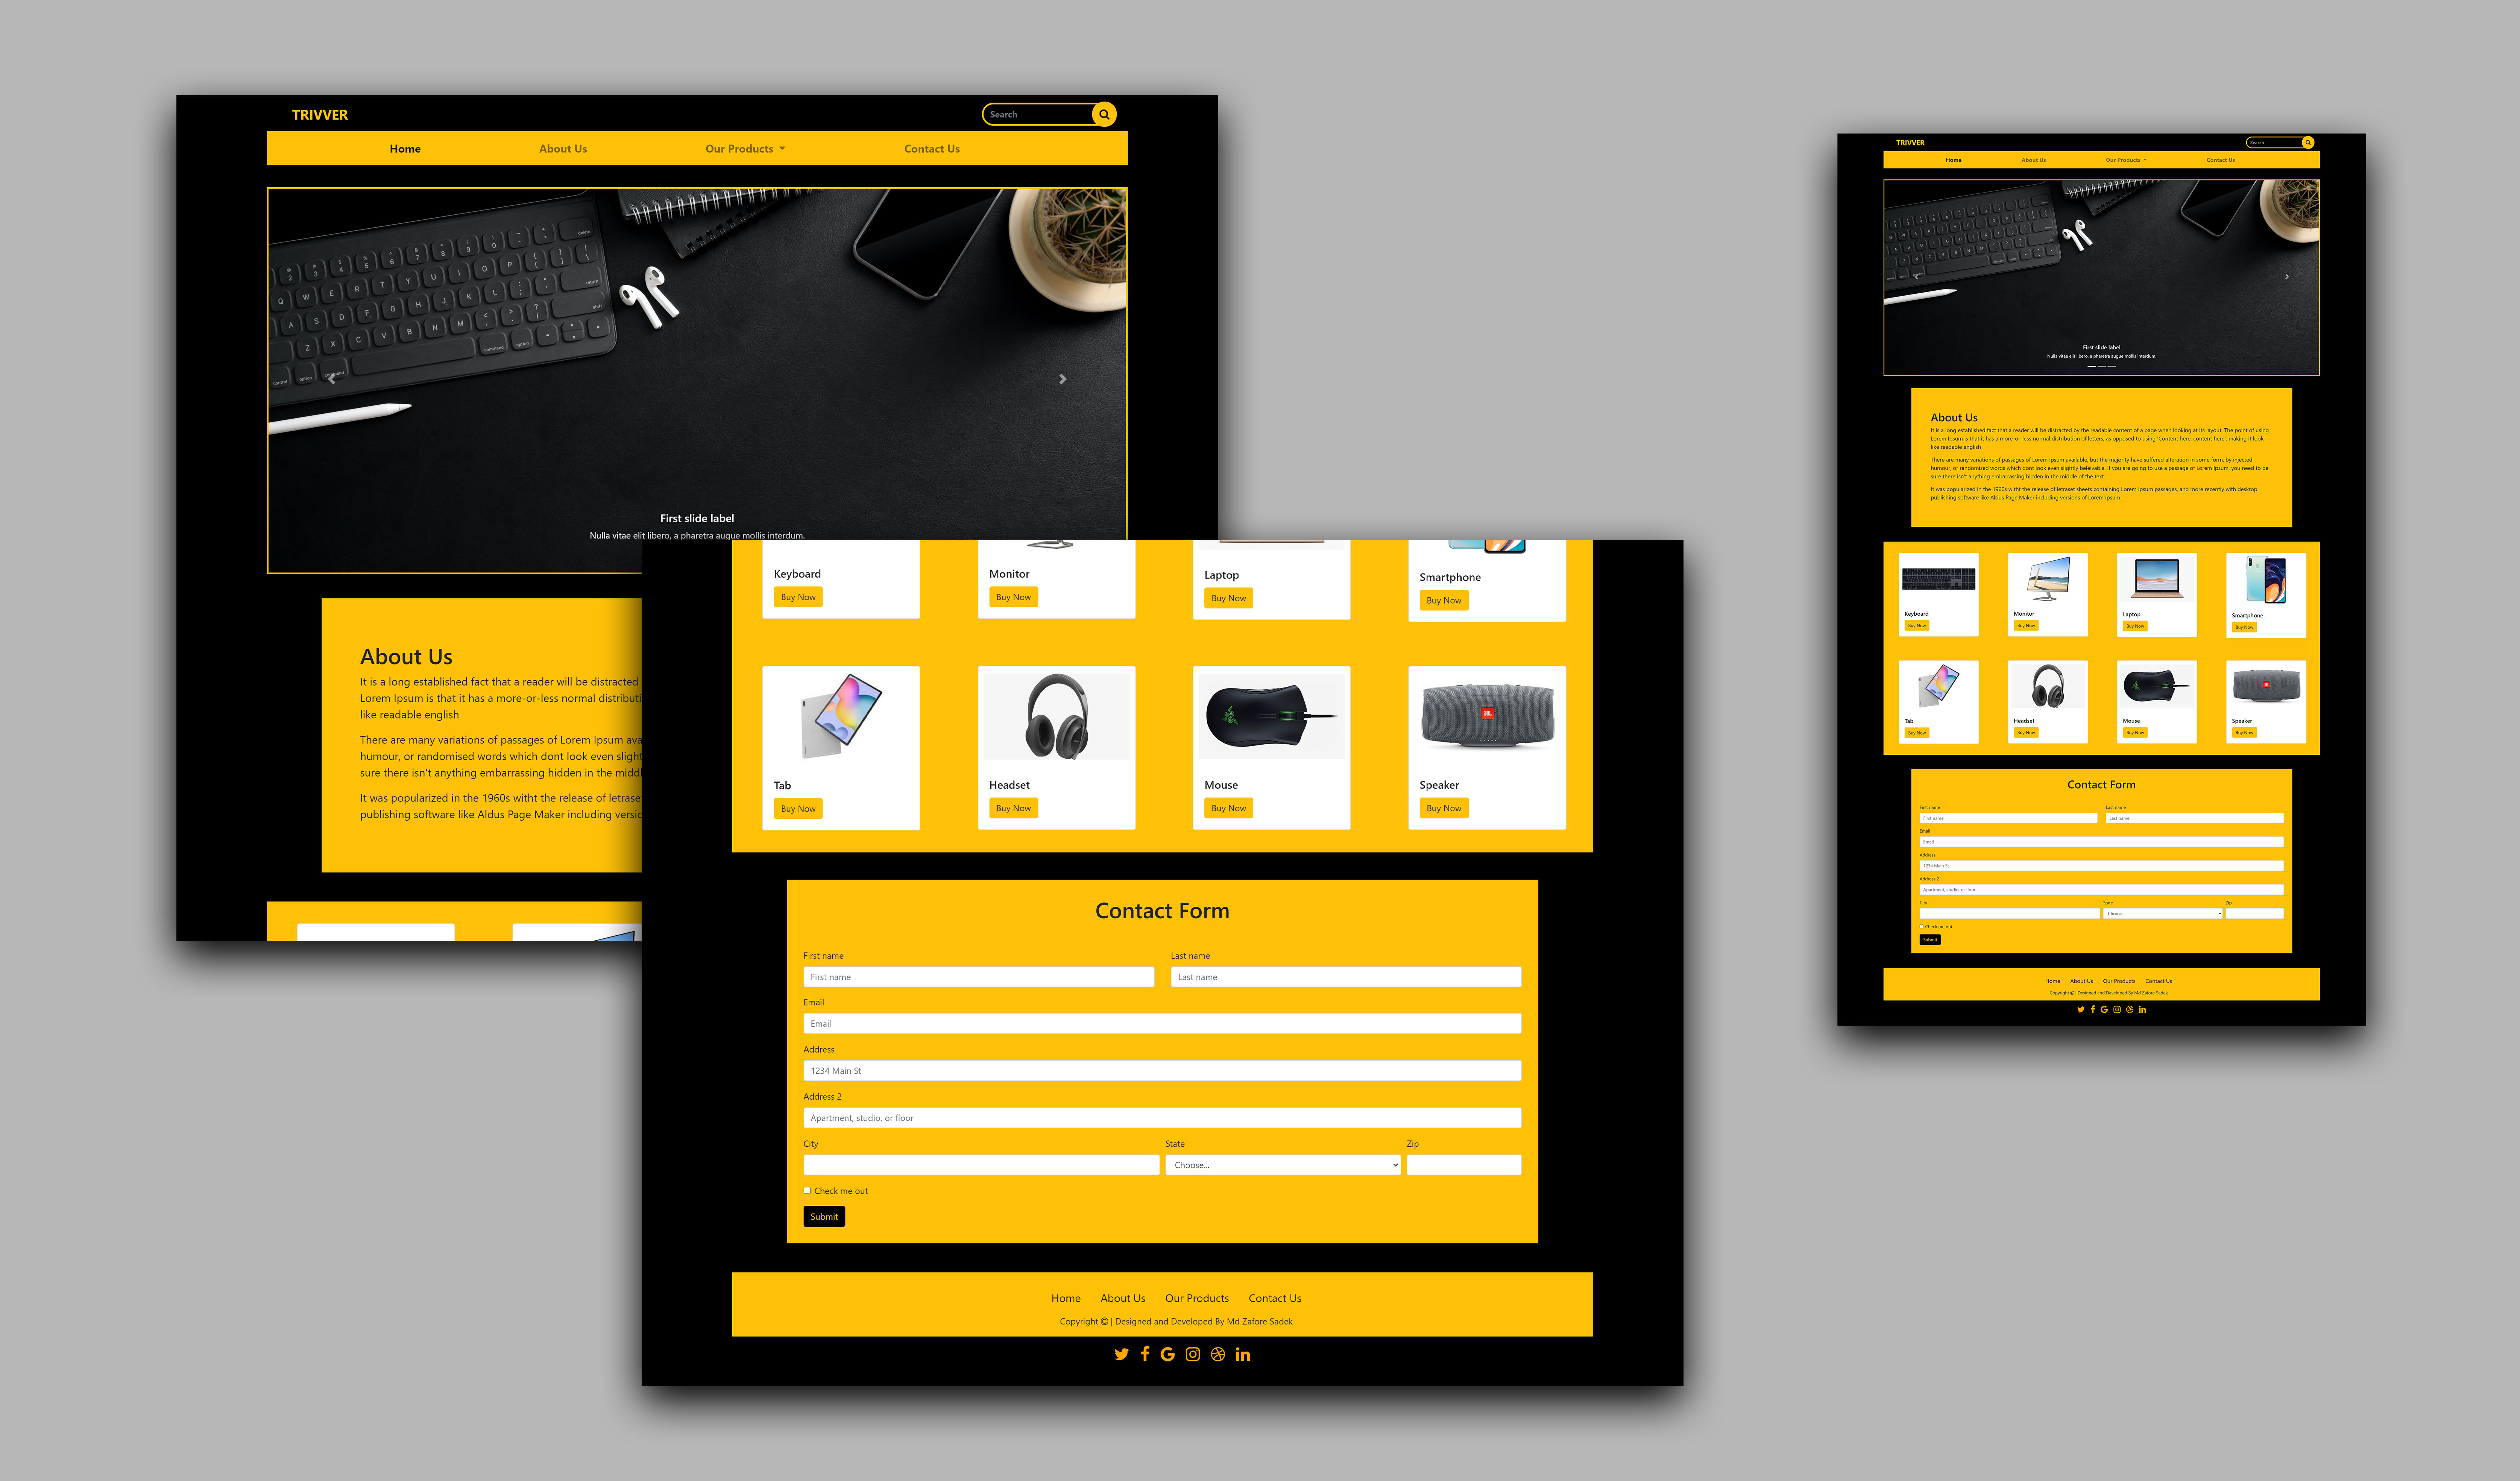 TRIVVER
Search
Home About Us Our Products Contact Us
First slide label
Nulla vitae elit libero, a pharetra augue mollis interdum.
About Us
It is a long established fact that a reader will be distracted
Lorem Ipsum is that it has a more-or-less normal distributi
like readable english
There are many variations of passages of Lorem Ipsum ava
humour, or randomised words which dont look even slight
sure there isn't anything embarrassing hidden in the middl
It was popularized in the 1960s witht the release of letrase
publishing software like Aldus Page Maker including versic
Keyboard Monitor Laptop Smartphone
Buy Now Buy Now Buy Now Buy Now
Tab Headset Mouse Speaker
Buy Now Buy Now Buy Now Buy Now
Contact Form
First name Last name
First name Last name
Email
Email
Address
1234 Main St
Address 2
Apartment, studio, or floor
City State Zip
Choose...
Check me out
Submit
Home About Us Our Products Contact Us
Copyright © | Designed and Developed By Md Zafore Sadek
TRIVVER
Search
Home About Us Our Products Contact Us
First slide label
Nulla vitae elit libero, a pharetra augue mollis interdum.
About Us
It is a long established fact that a reader will be distracted by the readable content of a page when looking at its layout. The point of using
Lorem Ipsum is that it has a more-or-less normal distribution of letters, as opposed to using 'Content here, content here', making it look
like readable english
There are many variations of passages of Lorem Ipsum available, but the majority have suffered alteration in some form, by injected
humour, or randomised words which dont look even slightly beleivable. If you are going to use a passage of Lorem Ipsum, you need to be
sure there isn't anything embarrassing hidden in the middle of the text.
It was popularized in the 1960s witht the release of letraset sheets containing Lorem Ipsum passages, and more recently with desktop
publishing software like Aldus Page Maker including versions of Lorem Ipsum.
Keyboard Monitor Laptop Smartphone
Buy Now Buy Now Buy Now Buy Now
Tab Headset Mouse Speaker
Buy Now Buy Now Buy Now Buy Now
Contact Form
First name Last name
First name Last name
Email
Email
Address
1234 Main St
Address 2
Apartment, studio, or floor
City State Zip
Choose...
Check me out
Submit
Home About Us Our Products Contact Us
Copyright © | Designed and Developed By Md Zafore Sadek